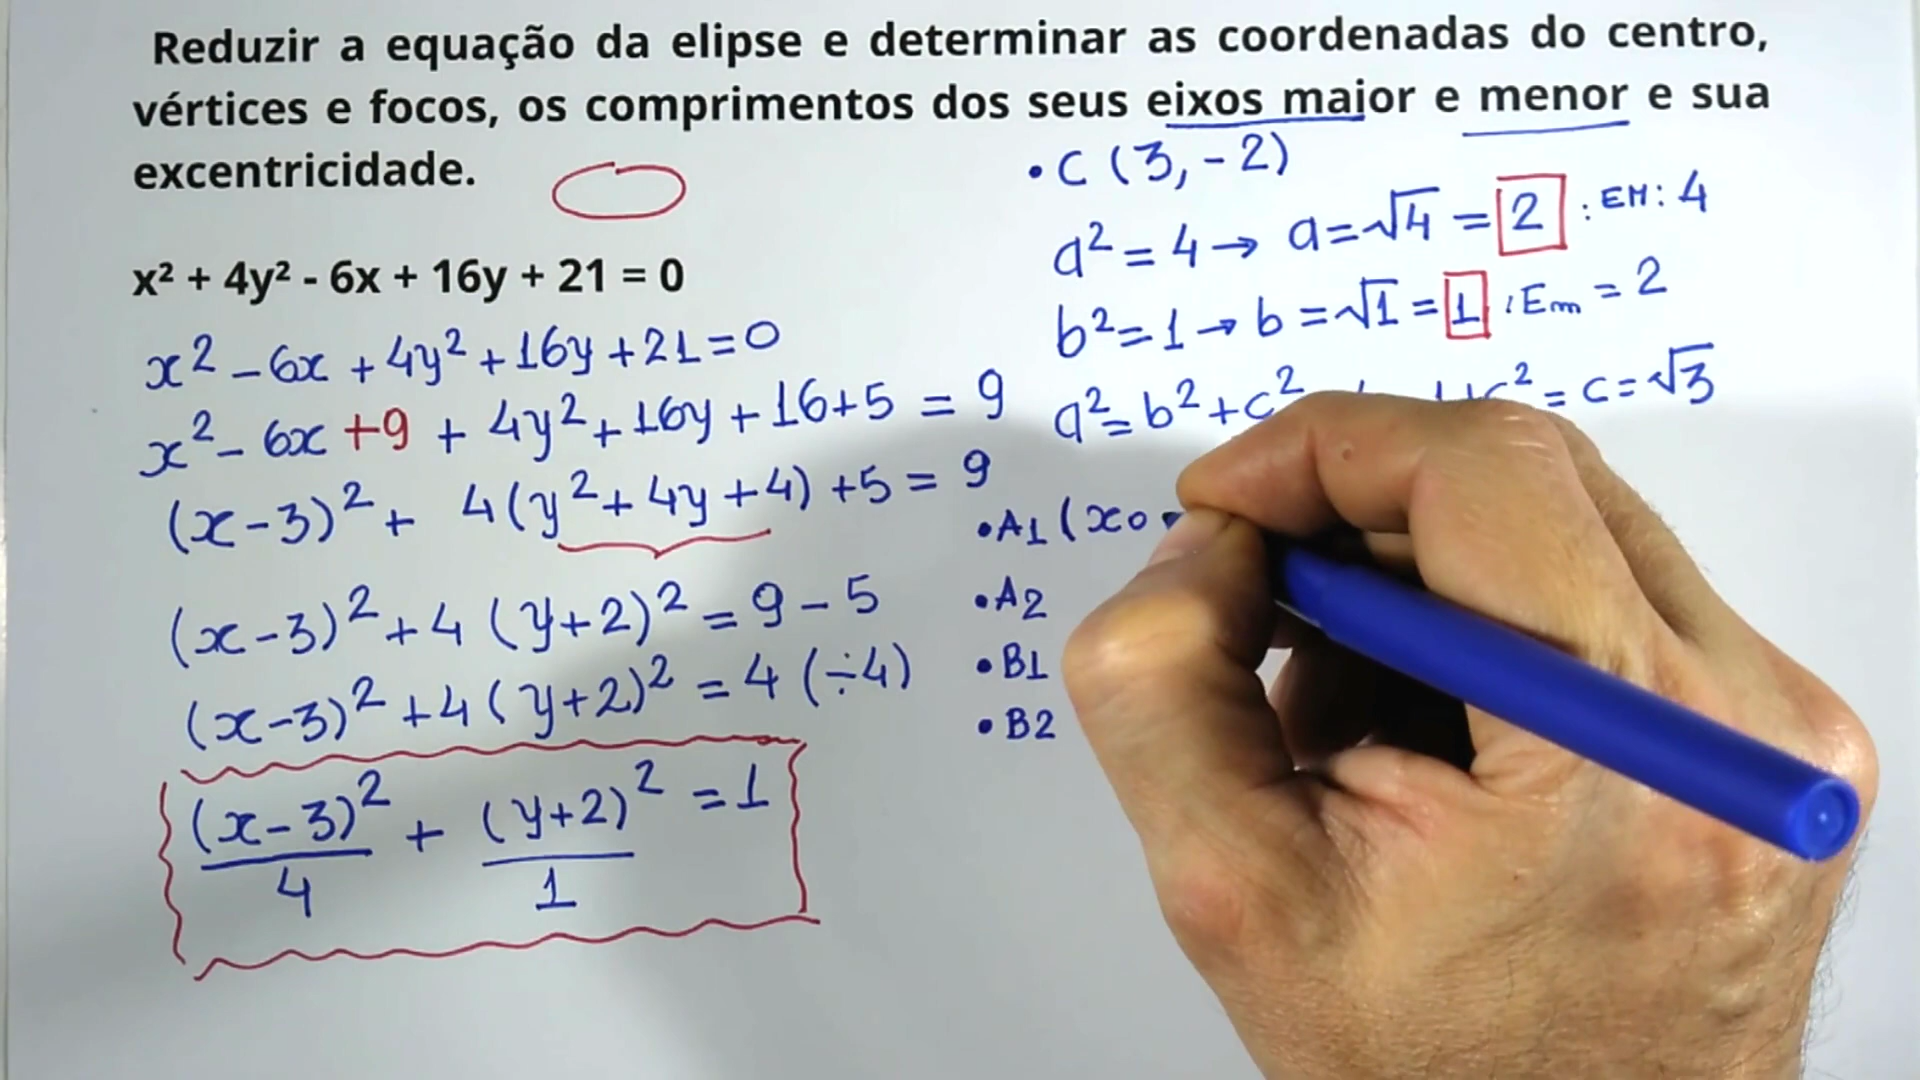 Reduzir a equação da elipse e determinar as coordenadas do centro,
vértices e focos, os comprimentos dos seus eixos maior e menor e sua
excentricidade.
x² + 4y² - 6x + 16y + 21 = 0
x² - 6x + 4y² + 16y + 21 = 0
x² - 6x + 9 + 4y² + 16y + 16 + 5 = 9
(x-3)² + 4(y² + 4y + 4) + 5 = 9
(x-3)² + 4 (y+2)² = 9 - 5
(x-3)² + 4 (y+2)² = 4 (÷4)
(x-3)²/4 + (y+2)²/1 = 1
• C (3, -2)
a² = 4 → a = √4 = 2 : EM: 4
b² = 1 → b = √1 = 1 : Em = 2
a² = b² + c² c² = c = √3
• A1 (xo
• A2
• B1
• B2